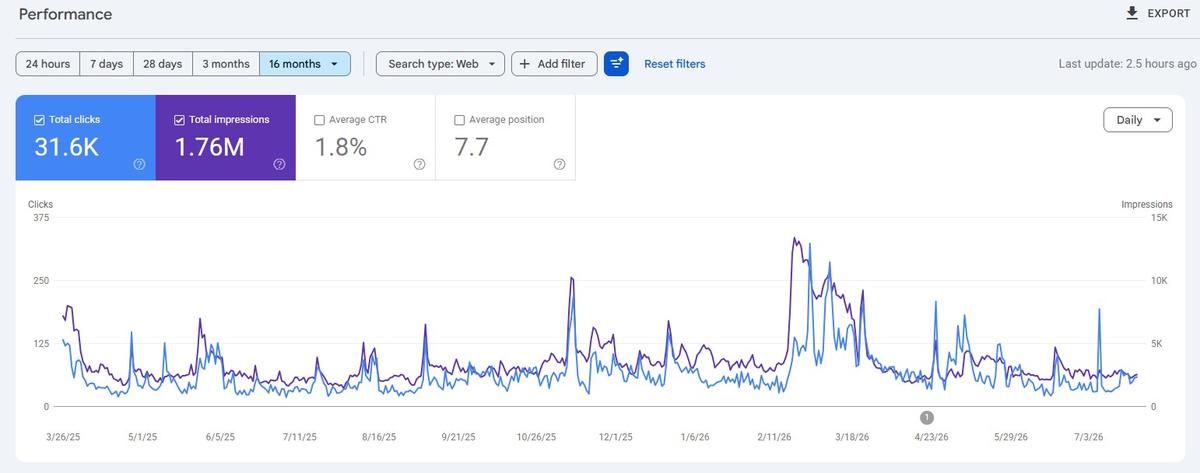 Performance
EXPORT
24 hours 7 days 28 days 3 months 16 months
Search type: Web
Add filter
Reset filters
Last update: 2.5 hours ago
Total clicks
31.6K
Total impressions
1.76M
Average CTR
1.8%
Average position
7.7
Daily
Clicks
Impressions
375
15K
250
10K
125
5K
0
0
1
3/26/25 5/1/25 6/5/25 7/11/25 8/16/25 9/21/25 10/26/25 12/1/25 1/6/26 2/11/26 3/18/26 4/23/26 5/29/26 7/3/26